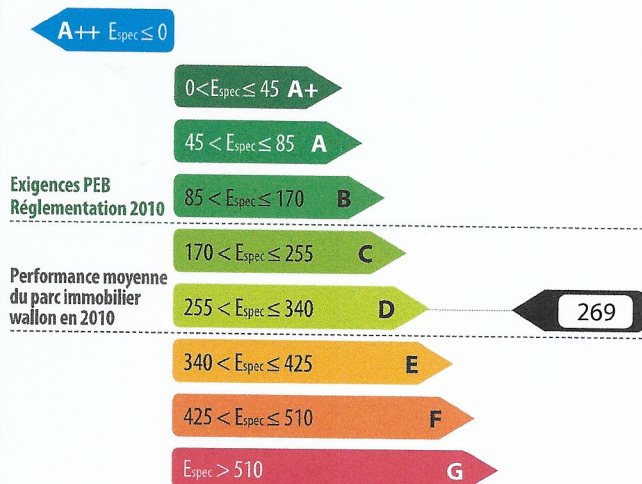 A++ Espec ≤ 0
0<Espec ≤ 45 A+
45 < Espec ≤ 85 A
Exigences PEB
Réglementation 2010
85 < Espec ≤ 170 B
170 < Espec ≤ 255 C
Performance moyenne
du parc immobilier
wallon en 2010
255 < Espec ≤ 340 D
269
340 < Espec ≤ 425 E
425 < Espec ≤ 510 F
Espec > 510 G